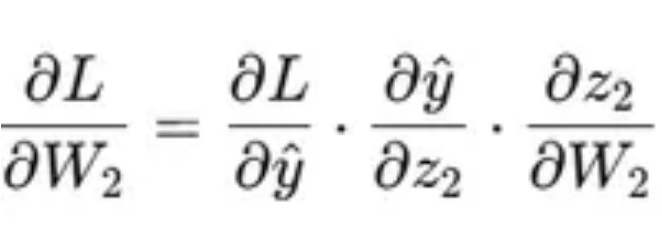 ∂L/∂W₂ = ∂L/∂ŷ · ∂ŷ/∂z₂ · ∂z₂/∂W₂